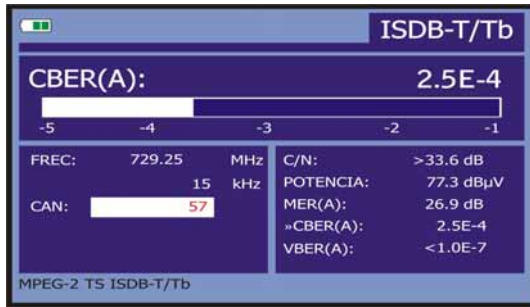 ISDB-T/Tb
CBER(A): 2.5E-4
-5 -4 -3 -2 -1
FREC: 729.25 MHz
15 kHz
CAN: 57
C/N: >33.6 dB
POTENCIA: 77.3 dBµV
MER(A): 26.9 dB
»CBER(A): 2.5E-4
VBER(A): <1.0E-7
MPEG-2 TS ISDB-T/Tb